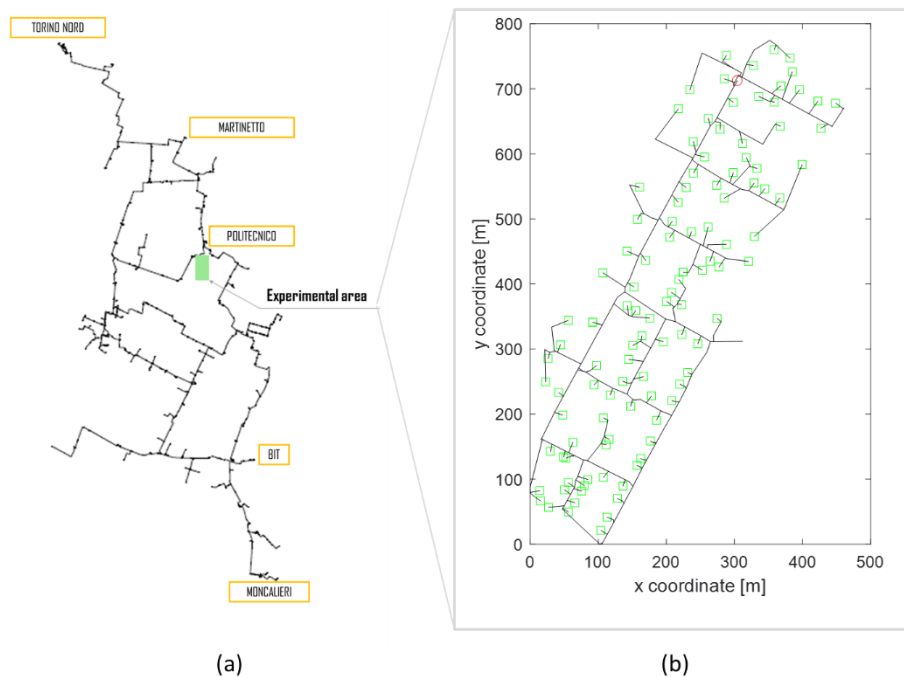 TORINO NORD
MARTINETTO
POLITECNICO
Experimental area
BIT
MONCALIERI
(a)
800
700
600
500
400
300
200
100
0
y coordinate [m]
0 100 200 300 400 500
x coordinate [m]
(b)